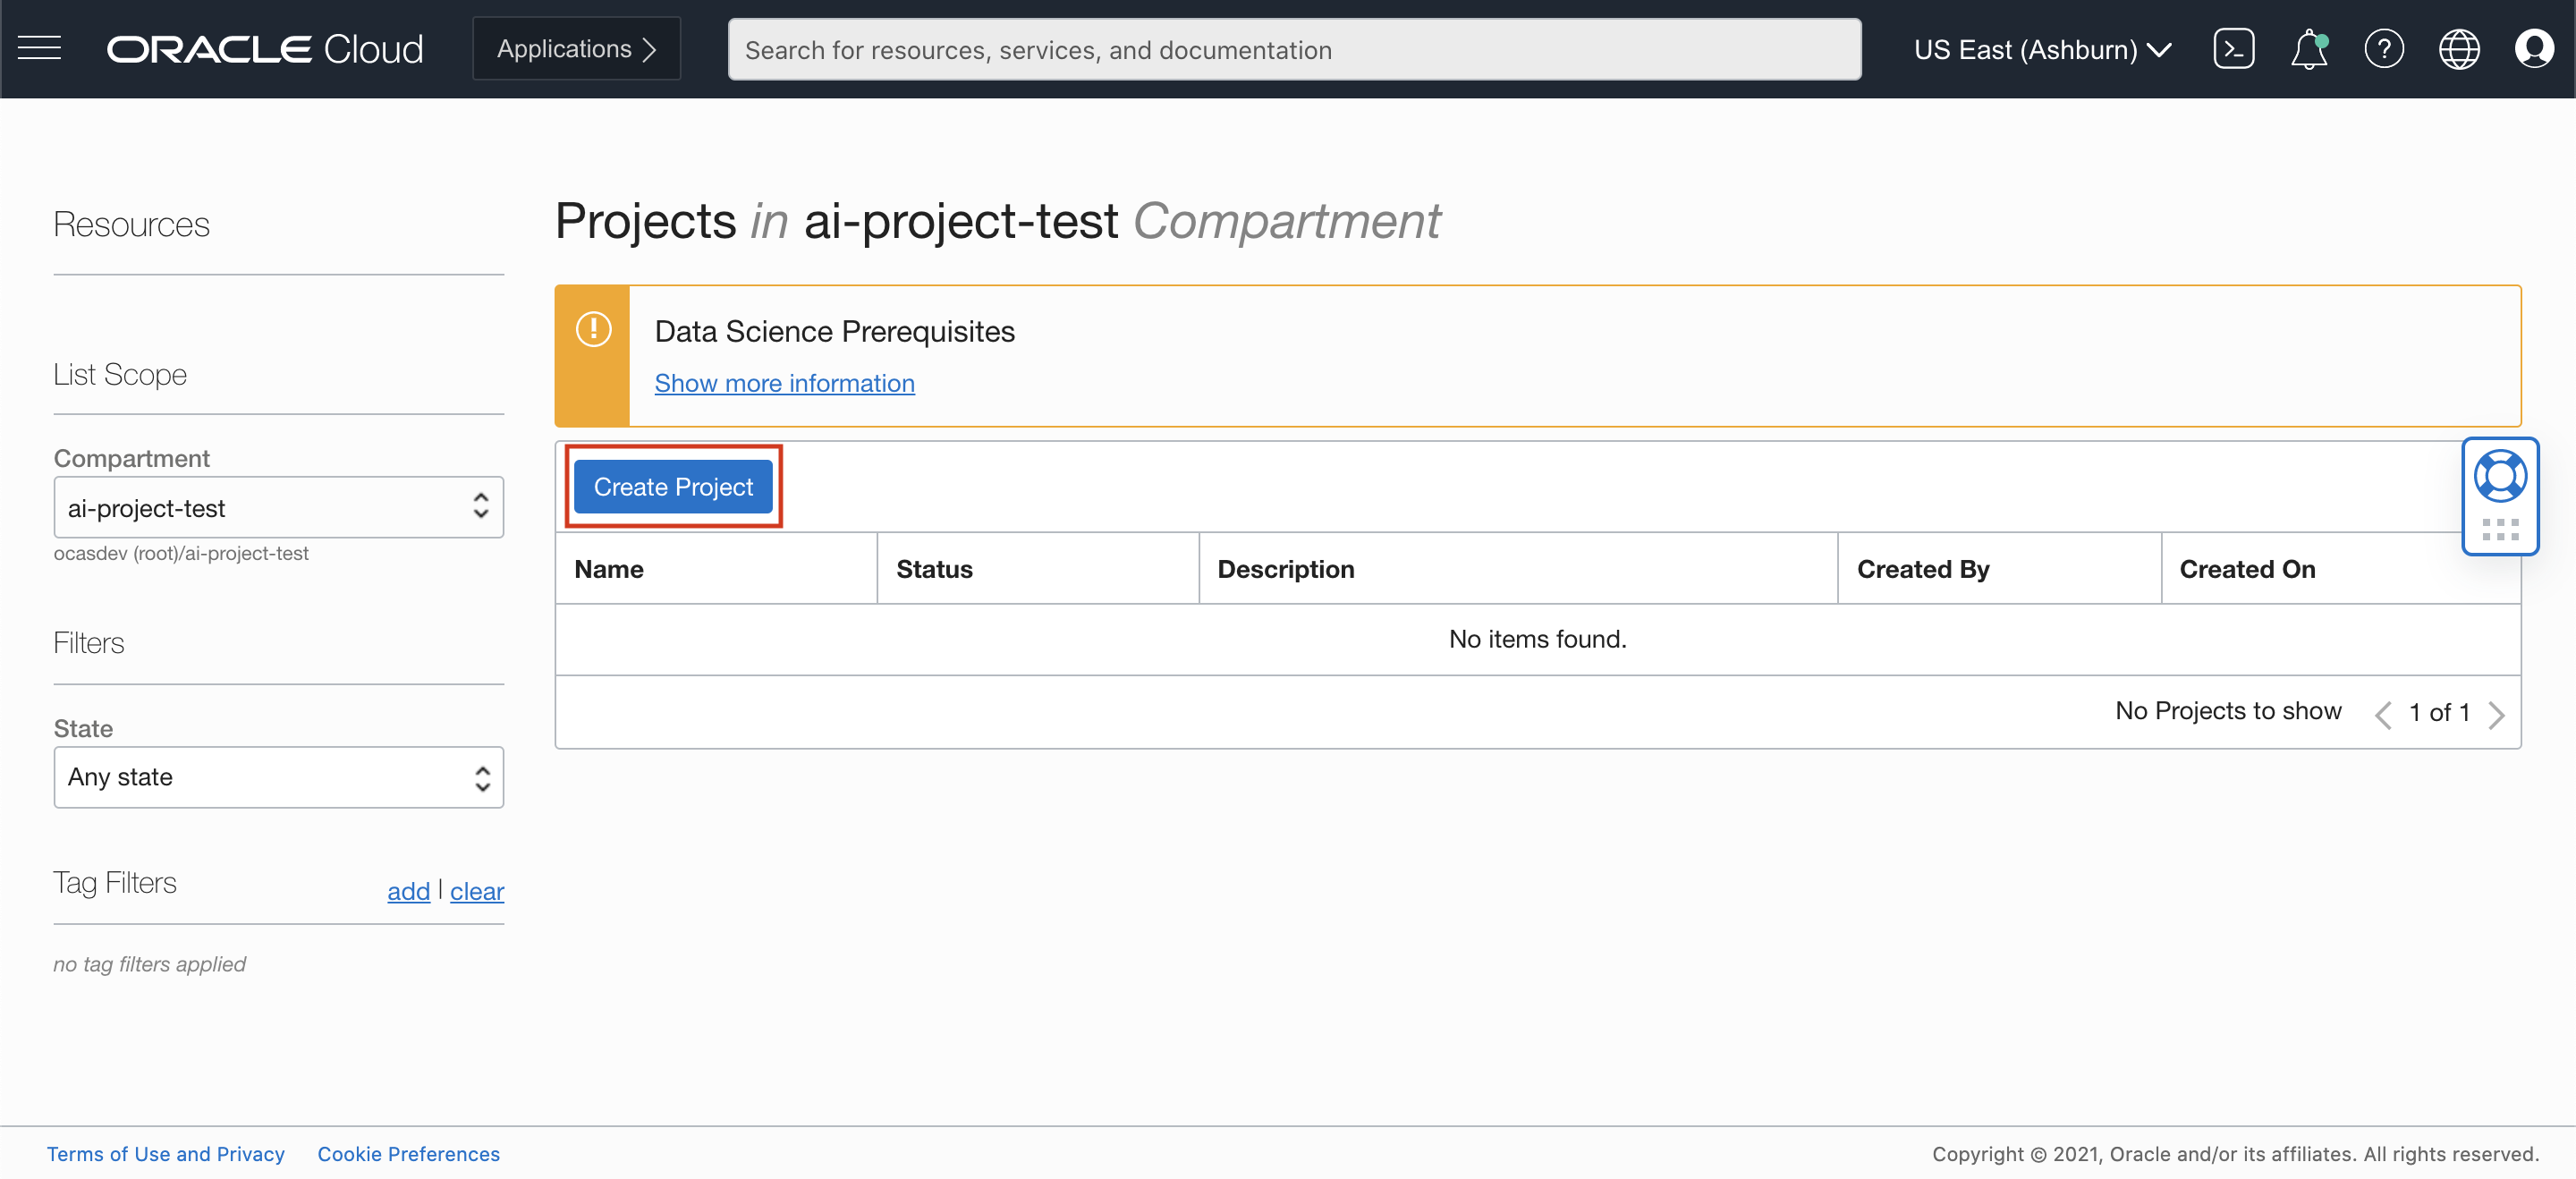 ORACLE Cloud
Applications
Search for resources, services, and documentation
US East (Ashburn)
Resources
List Scope
Compartment
ai-project-test
ocasdev (root)/ai-project-test
Filters
State
Any state
Tag Filters
add | clear
no tag filters applied
Projects in ai-project-test Compartment
Data Science Prerequisites
Show more information
Create Project
Name Status Description Created By Created On
No items found.
No Projects to show 1 of 1
Terms of Use and Privacy Cookie Preferences
Copyright © 2021, Oracle and/or its affiliates. All rights reserved.